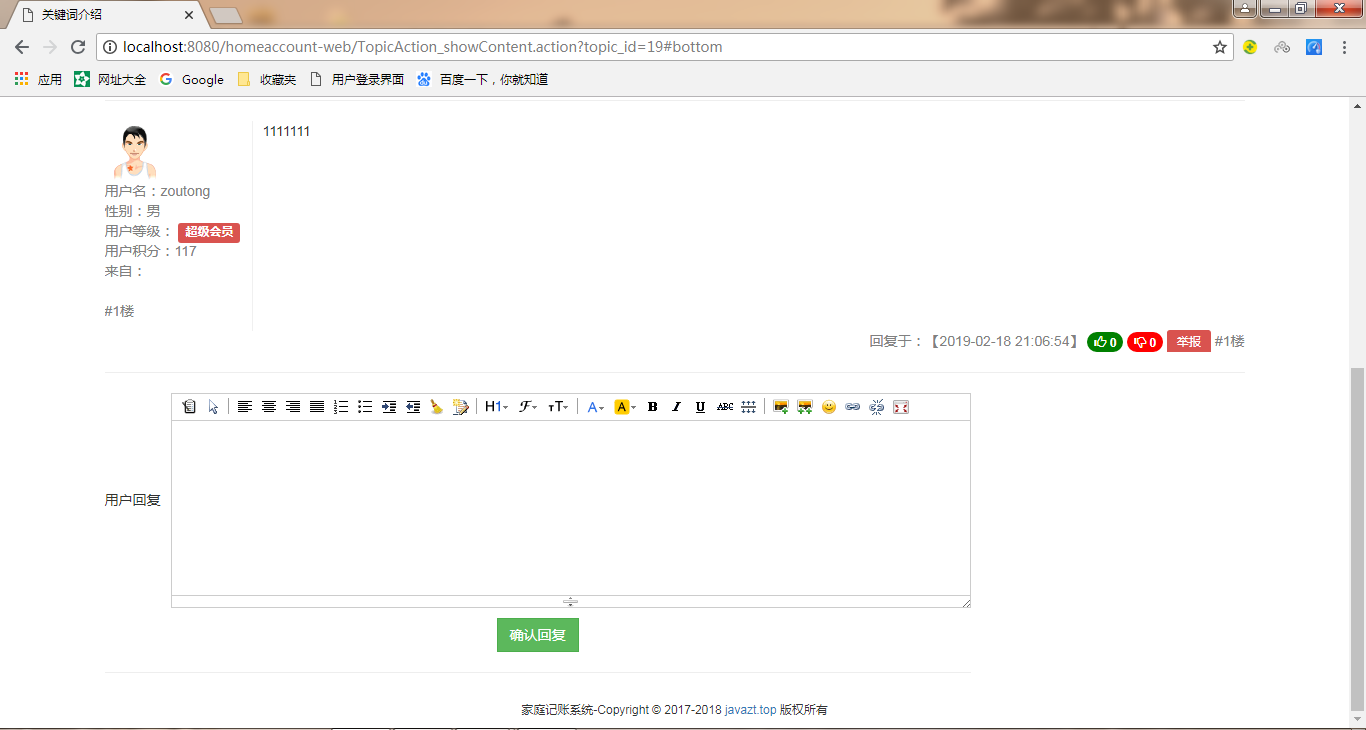 关键词介绍
localhost:8080/homeaccount-web/TopicAction_showContent.action?topic_id=19#bottom
应用 网址大全 Google 收藏夹 用户登录界面 百度一下，你就知道
1111111
用户名：zoutong
性别：男
用户等级： 超级会员
用户积分：117
来自：
#1楼
回复于：【2019-02-18 21:06:54】 0 0 举报 #1楼
H1 F TT A A B I U ABC
用户回复
确认回复
家庭记账系统-Copyright © 2017-2018 javazt.top 版权所有